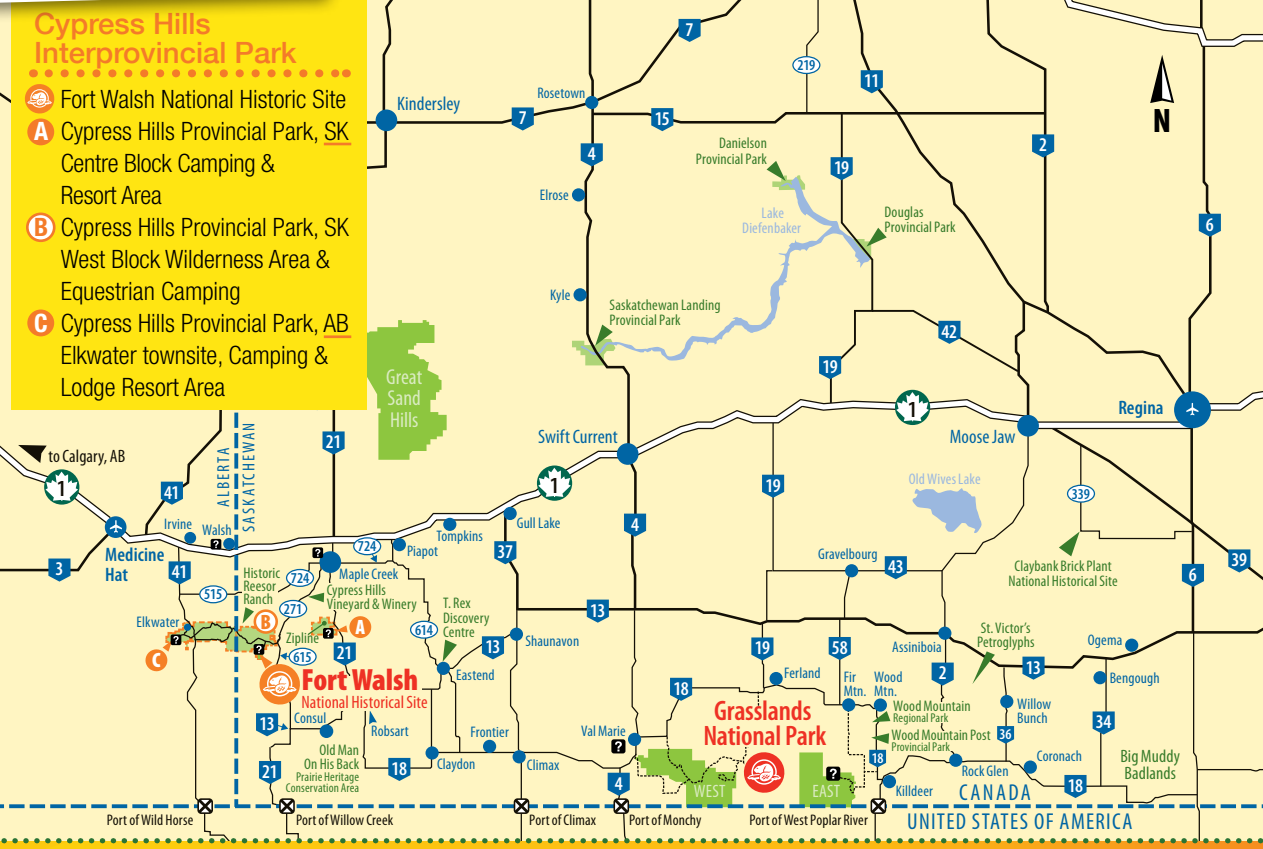 Cypress Hills
Interprovincial Park
Fort Walsh National Historic Site
A Cypress Hills Provincial Park, SK
Centre Block Camping &
Resort Area
B Cypress Hills Provincial Park, SK
West Block Wilderness Area &
Equestrian Camping
C Cypress Hills Provincial Park, AB
Elkwater townsite, Camping &
Lodge Resort Area
7
219
11
N
Kindersley
Rosetown
7
15
4
2
Danielson
Provincial Park
19
Elrose
Lake
Diefenbaker
Douglas
Provincial Park
6
Kyle
Saskatchewan Landing
Provincial Park
42
19
Great
Sand
Hills
1
Regina
Swift Current
Moose Jaw
21
to Calgary, AB
ALBERTA
SASKATCHEWAN
1
41
1
19
Old Wives Lake
339
Irvine
Walsh
?
Medicine
Hat
3
41
Gull Lake
Tompkins
4
37
724
Piapot
?
Maple Creek
Gravelbourg
43
Claybank Brick Plant
National Historical Site
39
6
Historic
Reesor
Ranch
724
Cypress Hills
Vineyard & Winery
515
271
T. Rex
Discovery
Centre
13
Elkwater
?
B
Zipline
?
A
614
C
?
615
21
13
Shaunavon
Eastend
19
58
Assiniboia
St. Victor's
Petroglyphs
Ogema
13
2
Bengough
Fort Walsh
National Historical Site
18
Ferland
Fir
Mtn.
Wood
Mtn.
Wood Mountain
Regional Park
Willow
Bunch
34
Grasslands
National Park
13
Consul
Robsart
Frontier
Val Marie
?
Wood Mountain Post
Provincial Park
36
Old Man
On His Back
Prairie Heritage
Conservation Area
21
18
Claydon
Climax
18
Rock Glen
Coronach
Big Muddy
Badlands
4
WEST
?
EAST
Killdeer
18
CANADA
Port of Wild Horse
Port of Willow Creek
Port of Climax
Port of Monchy
Port of West Poplar River
UNITED STATES OF AMERICA